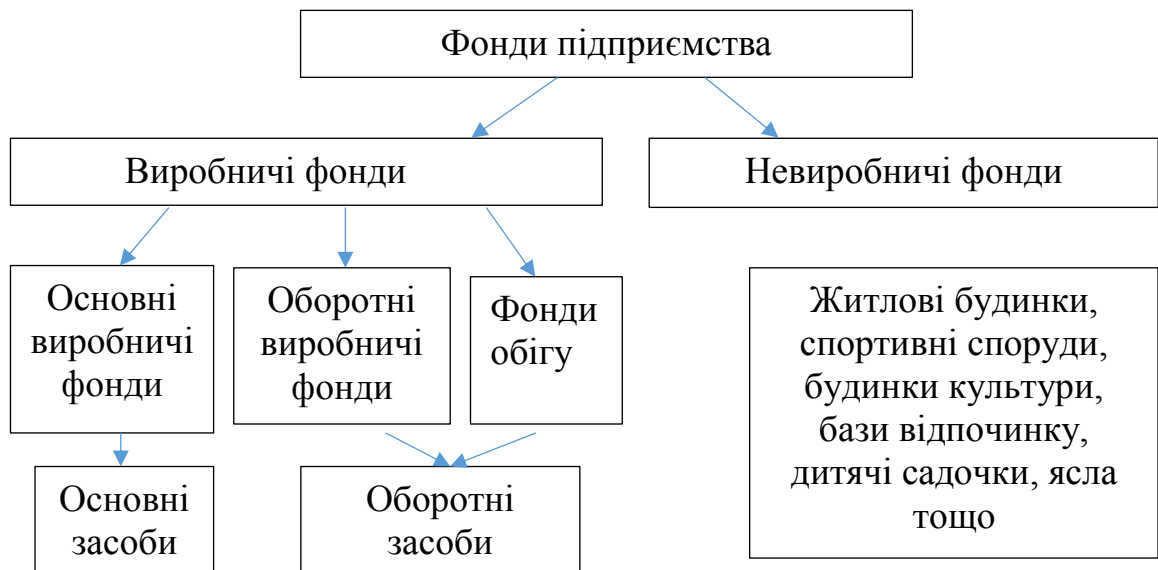 Фонди підприємства
Виробничі фонди
Невиробничі фонди
Основні
виробничі
фонди
Оборотні
виробничі
фонди
Фонди
обігу
Житлові будинки,
спортивні споруди,
будинки культури,
бази відпочинку,
дитячі садочки, ясла
тощо
Основні
засоби
Оборотні
засоби